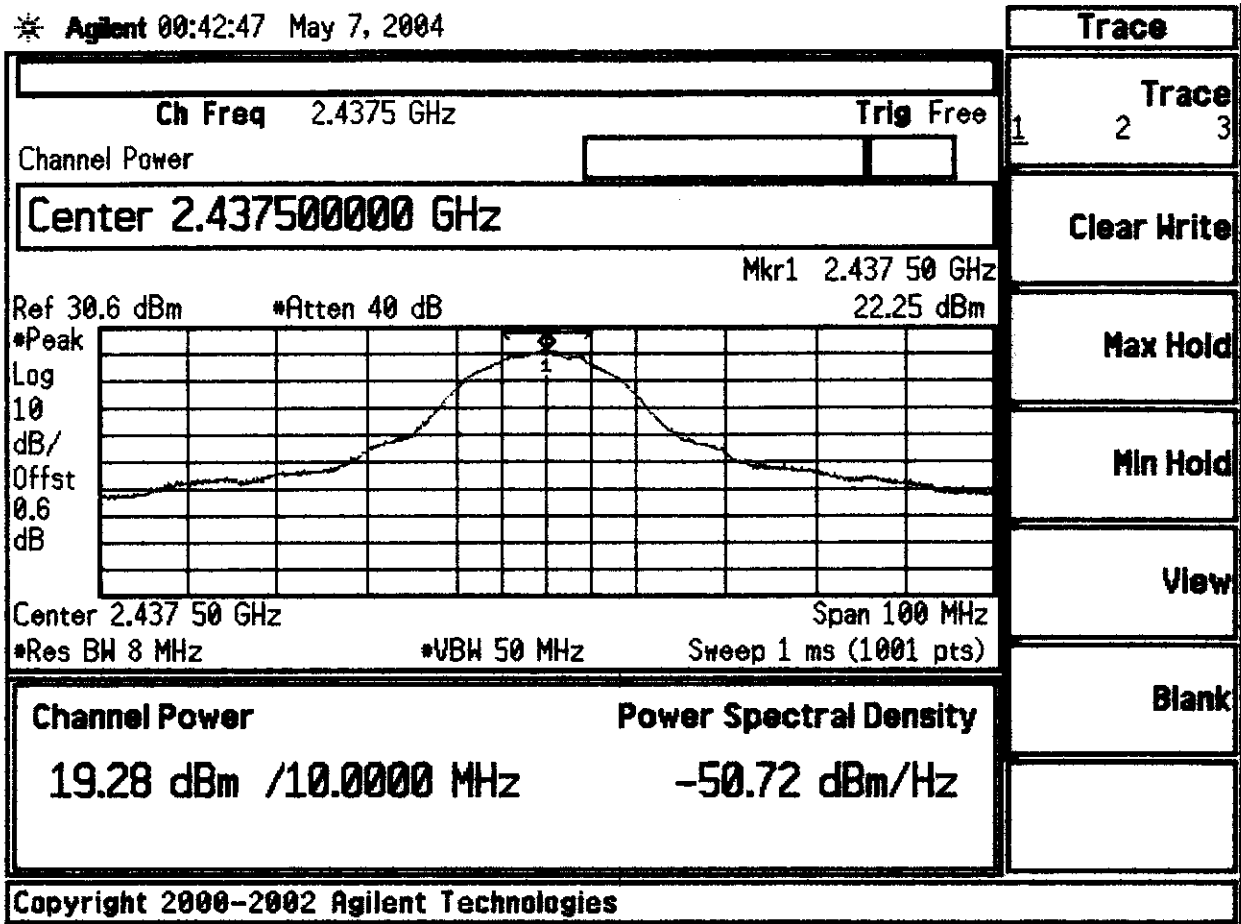 Agilent 00:42:47 May 7, 2004
Trace
Ch Freq 2.4375 GHz Trig Free
Trace
1 2 3
Channel Power
Center 2.437500000 GHz
Clear Write
Mkr1 2.437 50 GHz
Ref 30.6 dBm *Atten 40 dB 22.25 dBm
*Peak
Log
10
dB/
Offst
0.6
dB
1
Max Hold
Min Hold
View
Center 2.437 50 GHz Span 100 MHz
*Res BW 8 MHz *VBW 50 MHz Sweep 1 ms (1001 pts)
Blank
Channel Power Power Spectral Density
19.28 dBm /10.0000 MHz -50.72 dBm/Hz
Copyright 2000-2002 Agilent Technologies